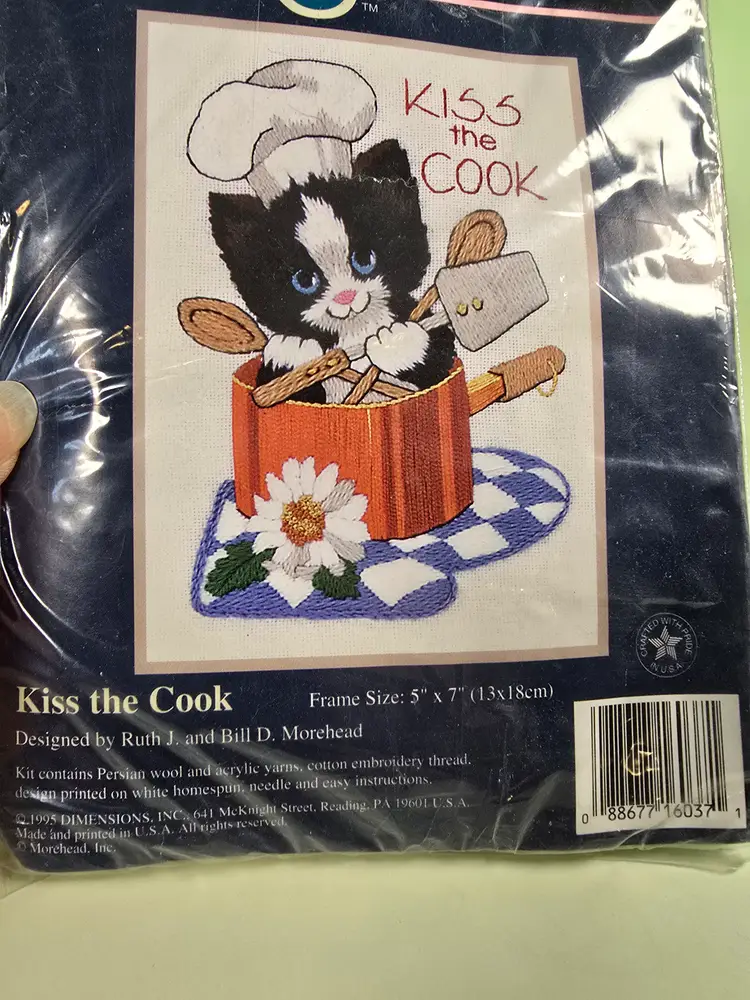 TM
KISS
the
COOK
CRAFTED WITH PRIDE
IN U.S.A.
Kiss the Cook
Frame Size: 5" x 7" (13x18cm)
Designed by Ruth J. and Bill D. Morehead
Kit contains Persian wool and acrylic yarns, cotton embroidery thread,
design printed on white homespun, needle and easy instructions.
© 1995 DIMENSIONS, INC., 641 McKnight Street, Reading, PA 19601 U.S.A.
Made and printed in U.S.A. All rights reserved.
© Morehead, Inc.
0 88677 16037 1